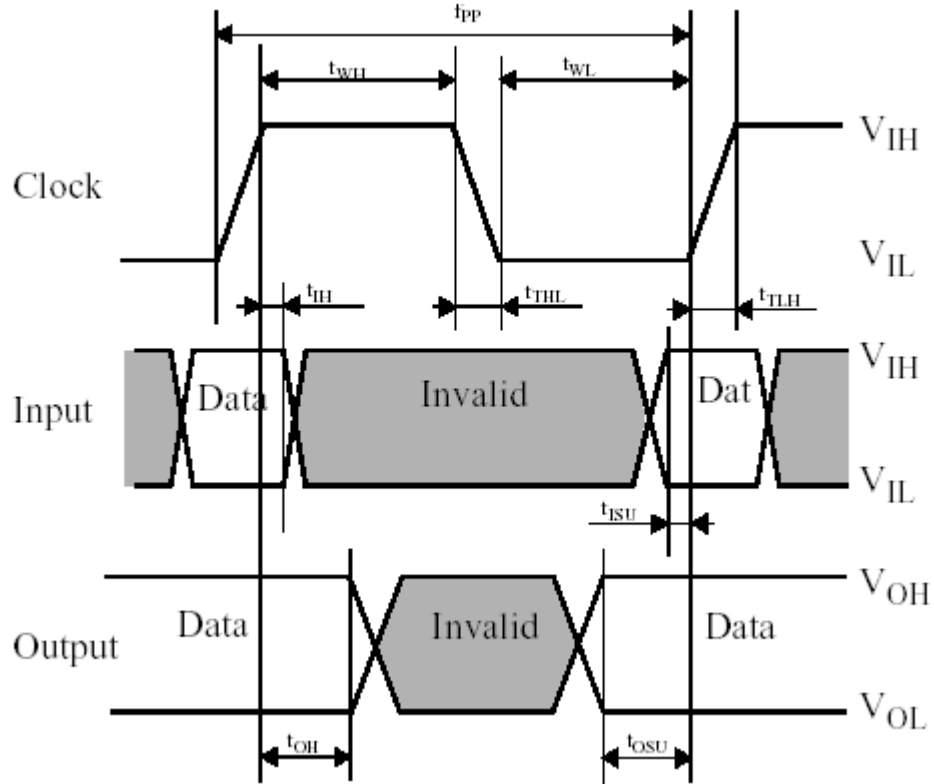 tPP
tWH
tWL
VIH
Clock
VIL
tIH
tTHL
tTLH
VIH
Input
Data
Invalid
Dat
VIL
tISU
VOH
Data
Invalid
Data
Output
VOL
tOH
tOSU